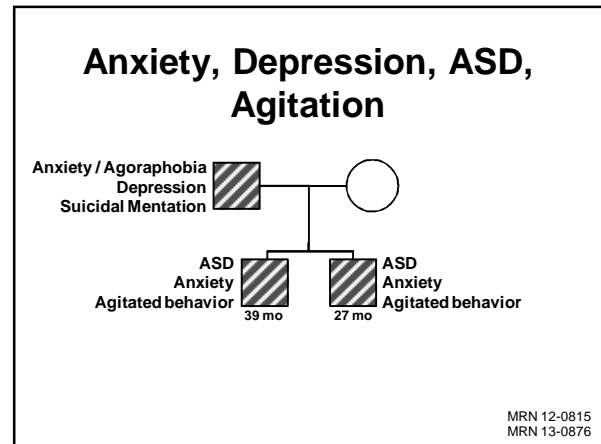 Anxiety, Depression, ASD,
Agitation
Anxiety / Agoraphobia
Depression
Suicidal Mentation
ASD
Anxiety
Agitated behavior
39 mo
ASD
Anxiety
Agitated behavior
27 mo
MRN 12-0815
MRN 13-0876